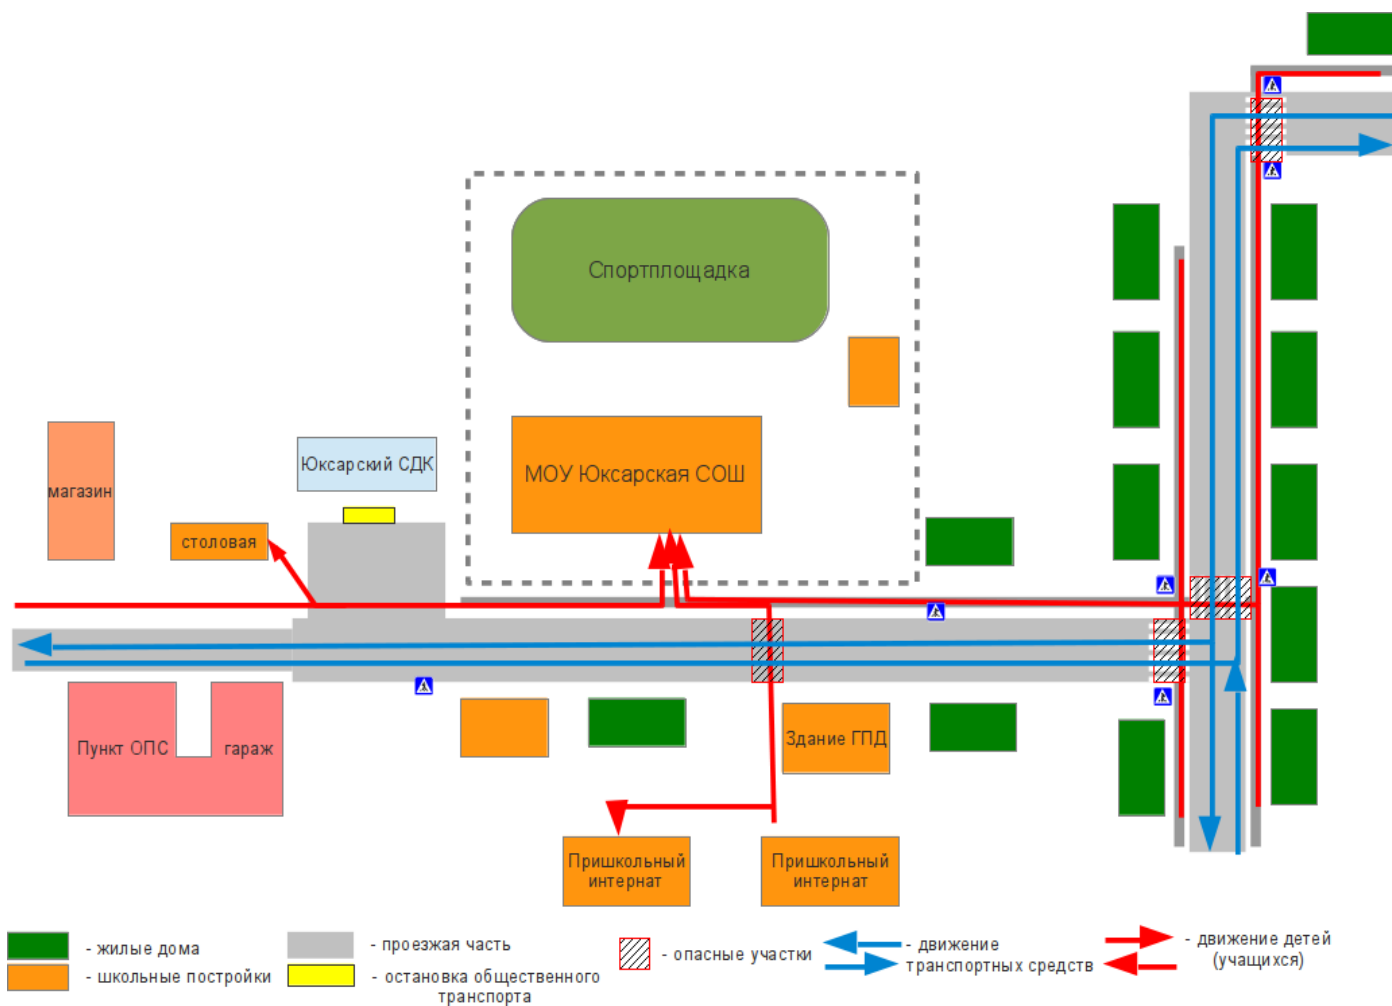 Спортплощадка
МОУ Юксарская СОШ
Юксарский СДК
магазин
столовая
Пункт ОПС
гараж
Здание ГПД
Пришкольный
интернат
Пришкольный
интернат
- жилые дома
- школьные постройки
- проезжая часть
- остановка общественного
транспорта
- опасные участки
- движение
транспортных средств
- движение детей
(учащихся)